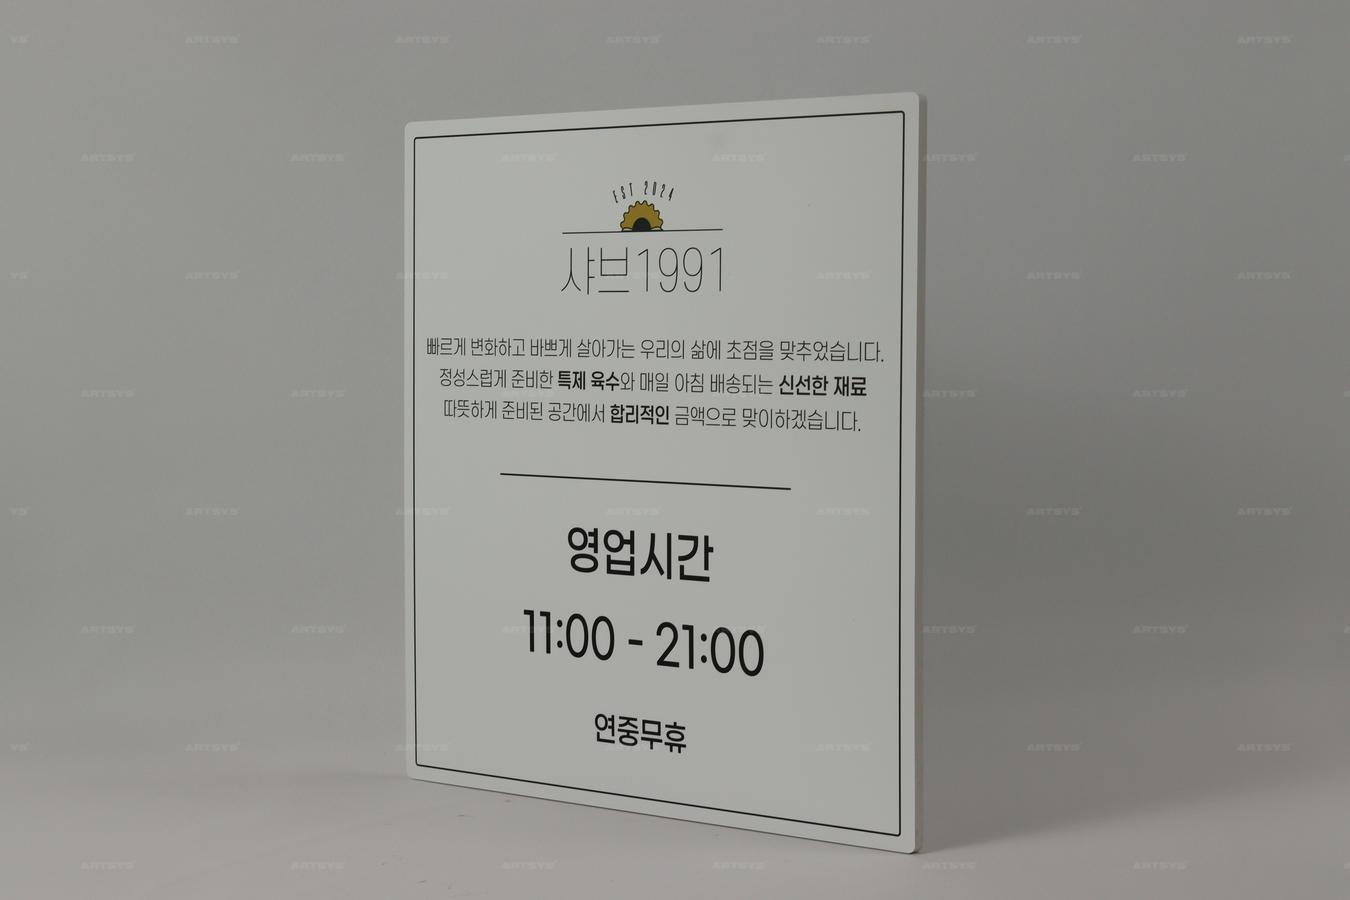 EST 2024
샤브1991
빠르게 변화하고 바쁘게 살아가는 우리의 삶에 초점을 맞추었습니다.
정성스럽게 준비한 특제 육수와 매일 아침 배송되는 신선한 재료
따뜻하게 준비된 공간에서 합리적인 금액으로 맞이하겠습니다.
영업시간
11:00 - 21:00
연중무휴
ARTSYS